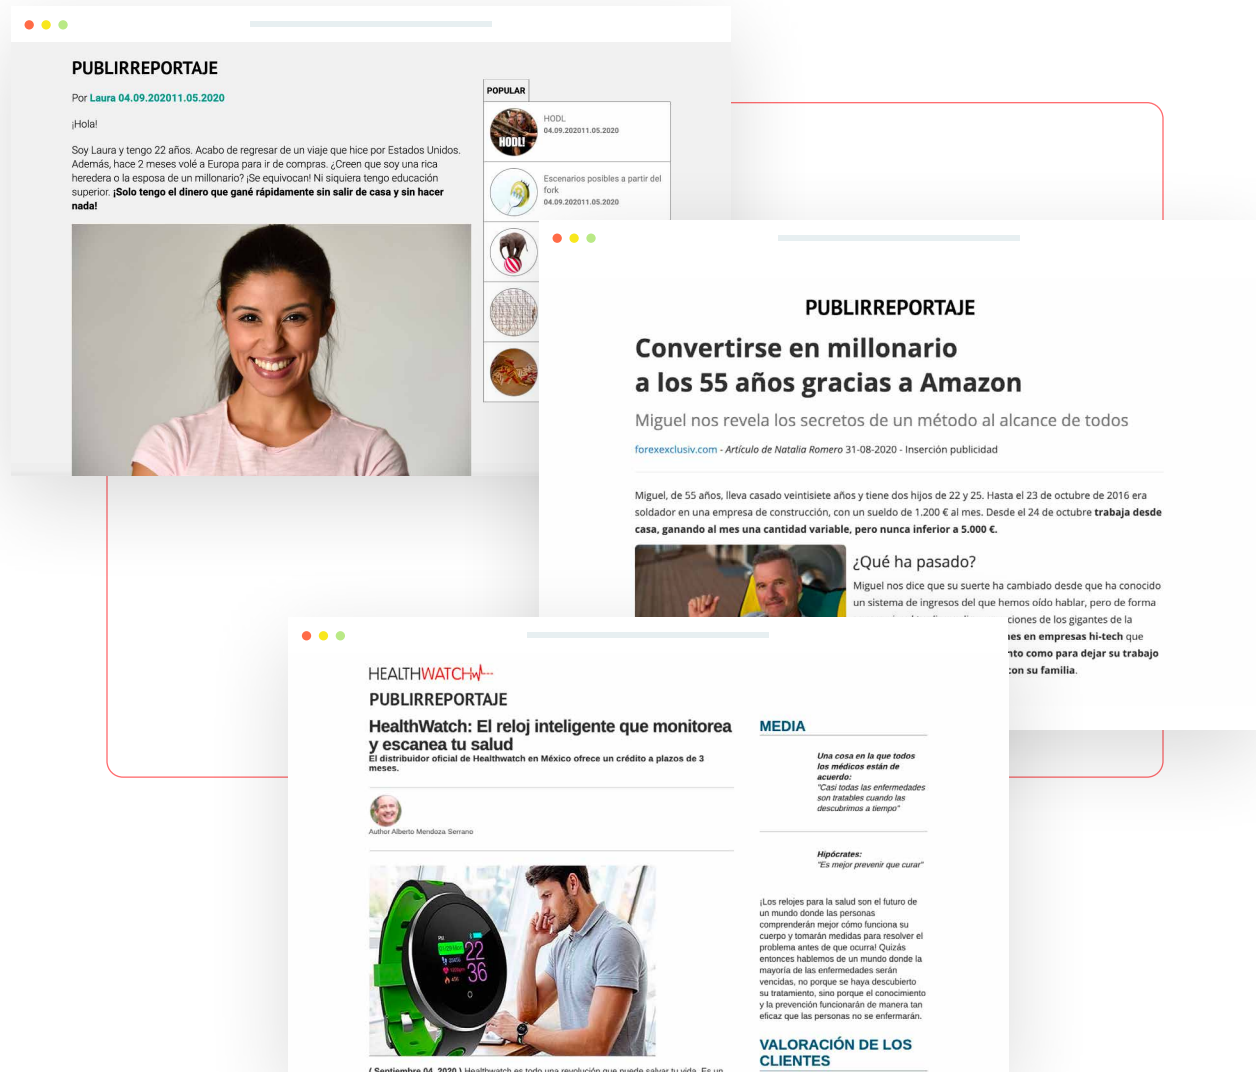 PUBLIRREPORTAJE
Por Laura 04.09.202011.05.2020
¡Hola!
Soy Laura y tengo 22 años. Acabo de regresar de un viaje que hice por Estados Unidos.
Además, hace 2 meses volé a Europa para ir de compras. ¿Creen que soy una rica
heredera o la esposa de un millonario? ¡Se equivocan! Ni siquiera tengo educación
superior. ¡Solo tengo el dinero que gané rápidamente sin salir de casa y sin hacer
nada!
POPULAR
HODL!
HODL
04.09.202011.05.2020
Escenarios posibles a partir del
fork
04.09.202011.05.2020
PUBLIRREPORTAJE
Convertirse en millonario
a los 55 años gracias a Amazon
Miguel nos revela los secretos de un método al alcance de todos
forexexclusiv.com - Artículo de Natalia Romero 31-08-2020 - Inserción publicidad
Miguel, de 55 años, lleva casado veintisiete años y tiene dos hijos de 22 y 25. Hasta el 23 de octubre de 2016 era
soldador en una empresa de construcción, con un sueldo de 1.200 € al mes. Desde el 24 de octubre trabaja desde
casa, ganando al mes una cantidad variable, pero nunca inferior a 5.000 €.
¿Qué ha pasado?
Miguel nos dice que su suerte ha cambiado desde que ha conocido
un sistema de ingresos del que hemos oído hablar, pero de forma
ciones de los gigantes de la
nes en empresas hi-tech que
nto como para dejar su trabajo
con su familia.
HEALTHWATCH
PUBLIRREPORTAJE
HealthWatch: El reloj inteligente que monitorea
y escanea tu salud
El distribuidor oficial de Healthwatch en México ofrece un crédito a plazos de 3
meses.
Author Alberto Mendoza Serrano
PM
22
36
( Septiembre 04, 2020 ) Healthwatch es todo una revolución que puede salvar tu vida. Es un
MEDIA
Una cosa en la que todos
los médicos están de
acuerdo:
"Casi todas las enfermedades
son tratables cuando las
descubrimos a tiempo"
Hipócrates:
"Es mejor prevenir que curar"
¡Los relojes para la salud son el futuro de
un mundo donde las personas
comprenderán mejor cómo funciona su
cuerpo y tomarán medidas para resolver el
problema antes de que ocurra! Quizás
entonces hablemos de un mundo donde la
mayoría de las enfermedades serán
vencidas, no porque se haya descubierto
su tratamiento, sino porque el conocimiento
y la prevención funcionarán de manera tan
eficaz que las personas no se enfermarán.
VALORACIÓN DE LOS
CLIENTES